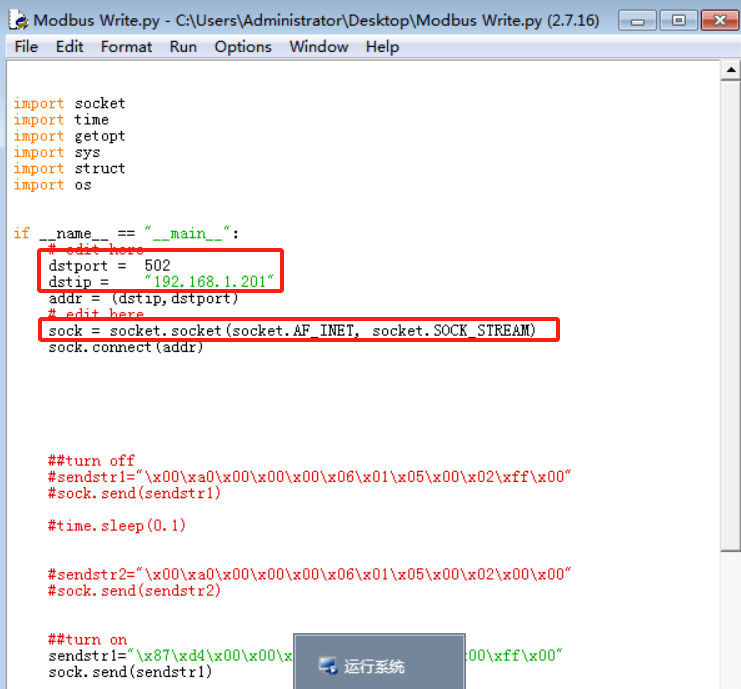 Modbus Write.py - C:\Users\Administrator\Desktop\Modbus Write.py (2.7.16)
File Edit Format Run Options Window Help
import socket
import time
import getopt
import sys
import struct
import os
if __name__ == "__main__":
# edit here
dstport = 502
dstip = "192.168.1.201"
addr = (dstip,dstport)
# edit here
sock = socket.socket(socket.AF_INET, socket.SOCK_STREAM)
sock.connect(addr)
##turn off
#sendstr1="\x00\xa0\x00\x00\x00\x06\x01\x05\x00\x02\xff\x00"
#sock.send(sendstr1)
#time.sleep(0.1)
#sendstr2="\x00\xa0\x00\x00\x00\x06\x01\x05\x00\x02\x00\x00"
#sock.send(sendstr2)
##turn on
sendstr1="\x87\xd4\x00\x00\x 运行系统 00\xff\x00"
sock.send(sendstr1)